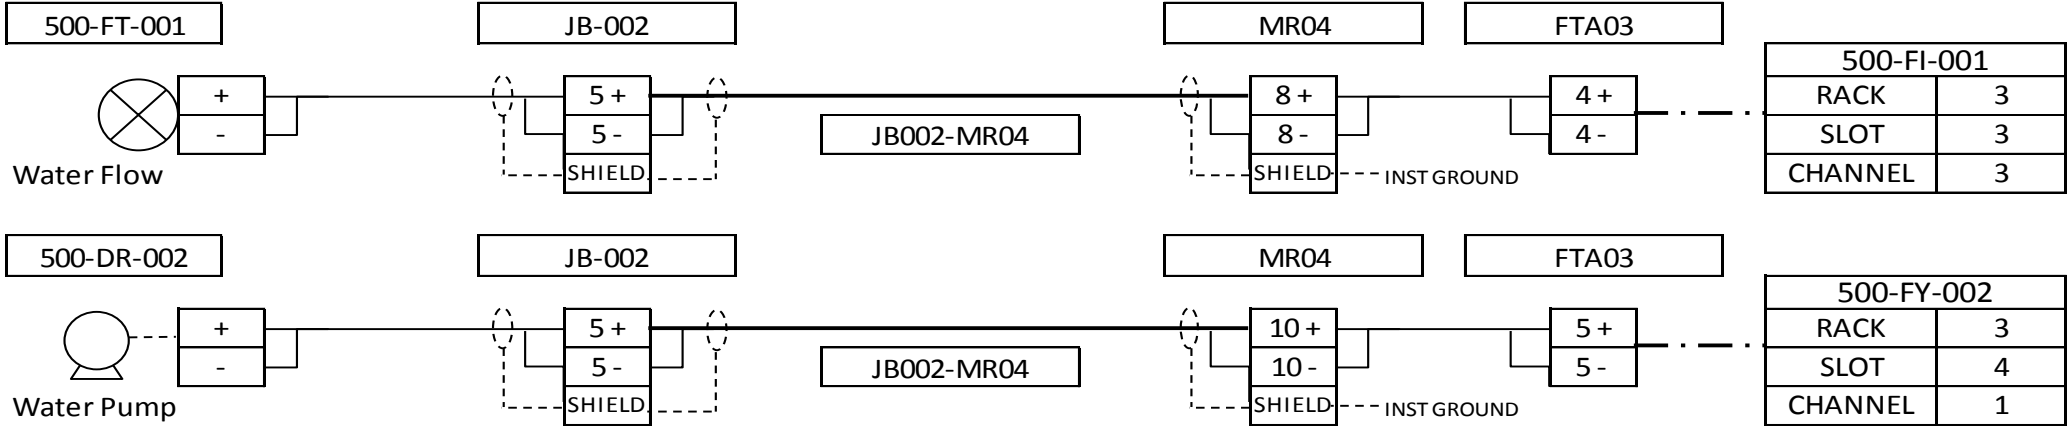 500-FT-001 JB-002 MR04 FTA03
500-FI-001
+ 5 + 8 + 4 + RACK 3
- 5 - JB002-MR04 8 - 4 - SLOT 3
Water Flow SHIELD SHIELD INST GROUND CHANNEL 3
500-DR-002 JB-002 MR04 FTA03
500-FY-002
+ 5 + 10 + 5 + RACK 3
- 5 - JB002-MR04 10 - 5 - SLOT 4
Water Pump SHIELD SHIELD INST GROUND CHANNEL 1